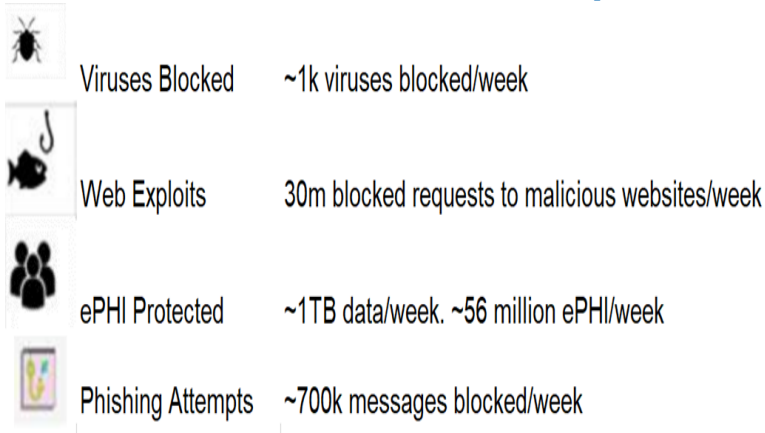 Viruses Blocked ~1k viruses blocked/week
Web Exploits 30m blocked requests to malicious websites/week
ePHI Protected ~1TB data/week. ~56 million ePHI/week
Phishing Attempts ~700k messages blocked/week